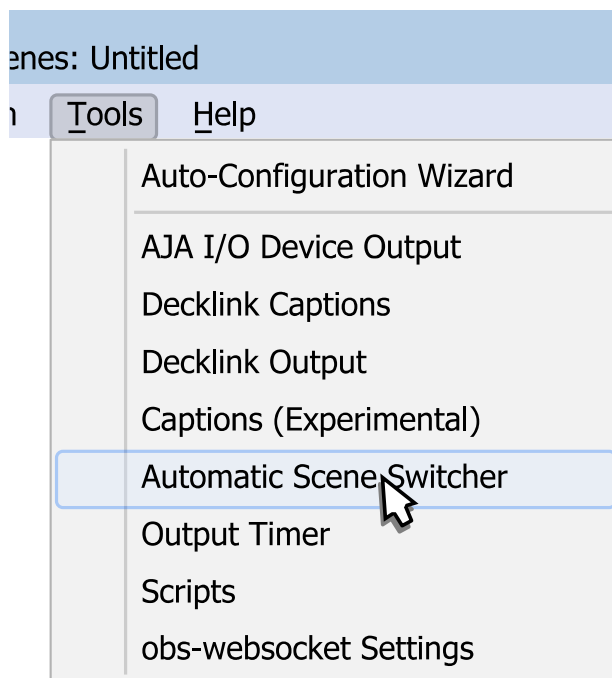 enes: Untitled
Tools Help
Auto-Configuration Wizard
AJA I/O Device Output
Decklink Captions
Decklink Output
Captions (Experimental)
Automatic Scene Switcher
Output Timer
Scripts
obs-websocket Settings